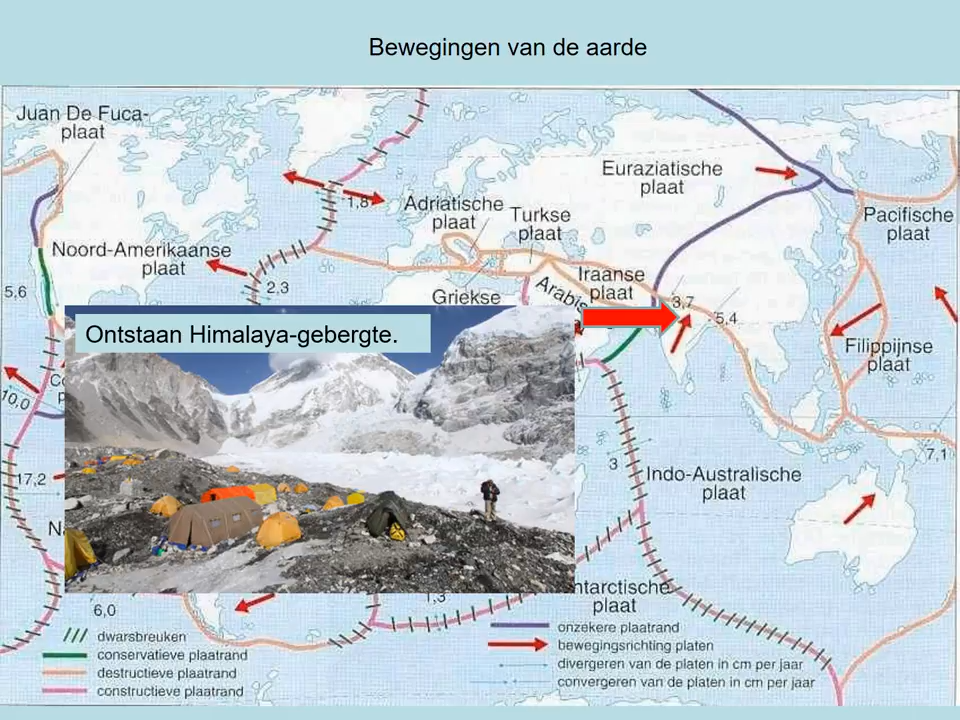 Bewegingen van de aarde
Juan De Fuca-
plaat
Euraziatische
plaat
1,8
Adriatische
plaat
Turkse
plaat
Pacifische
plaat
Noord-Amerikaanse
plaat
2.3
5,6
Iraanse
plaat
Arabis
Griekse
3,7
5,4
Ontstaan Himalaya-gebergte.
Filippijnse
plaat
10,0
7,1
17,2
3
Indo-Australische
plaat
ntarctische
plaat
6,0
1,3
dwarsbreuken
conservatieve plaatrand
destructieve plaatrand
constructieve plaatrand
onzekere plaatrand
bewegingsrichting platen
divergeren van de platen in cm per jaar
convergeren van de platen in cm per jaar